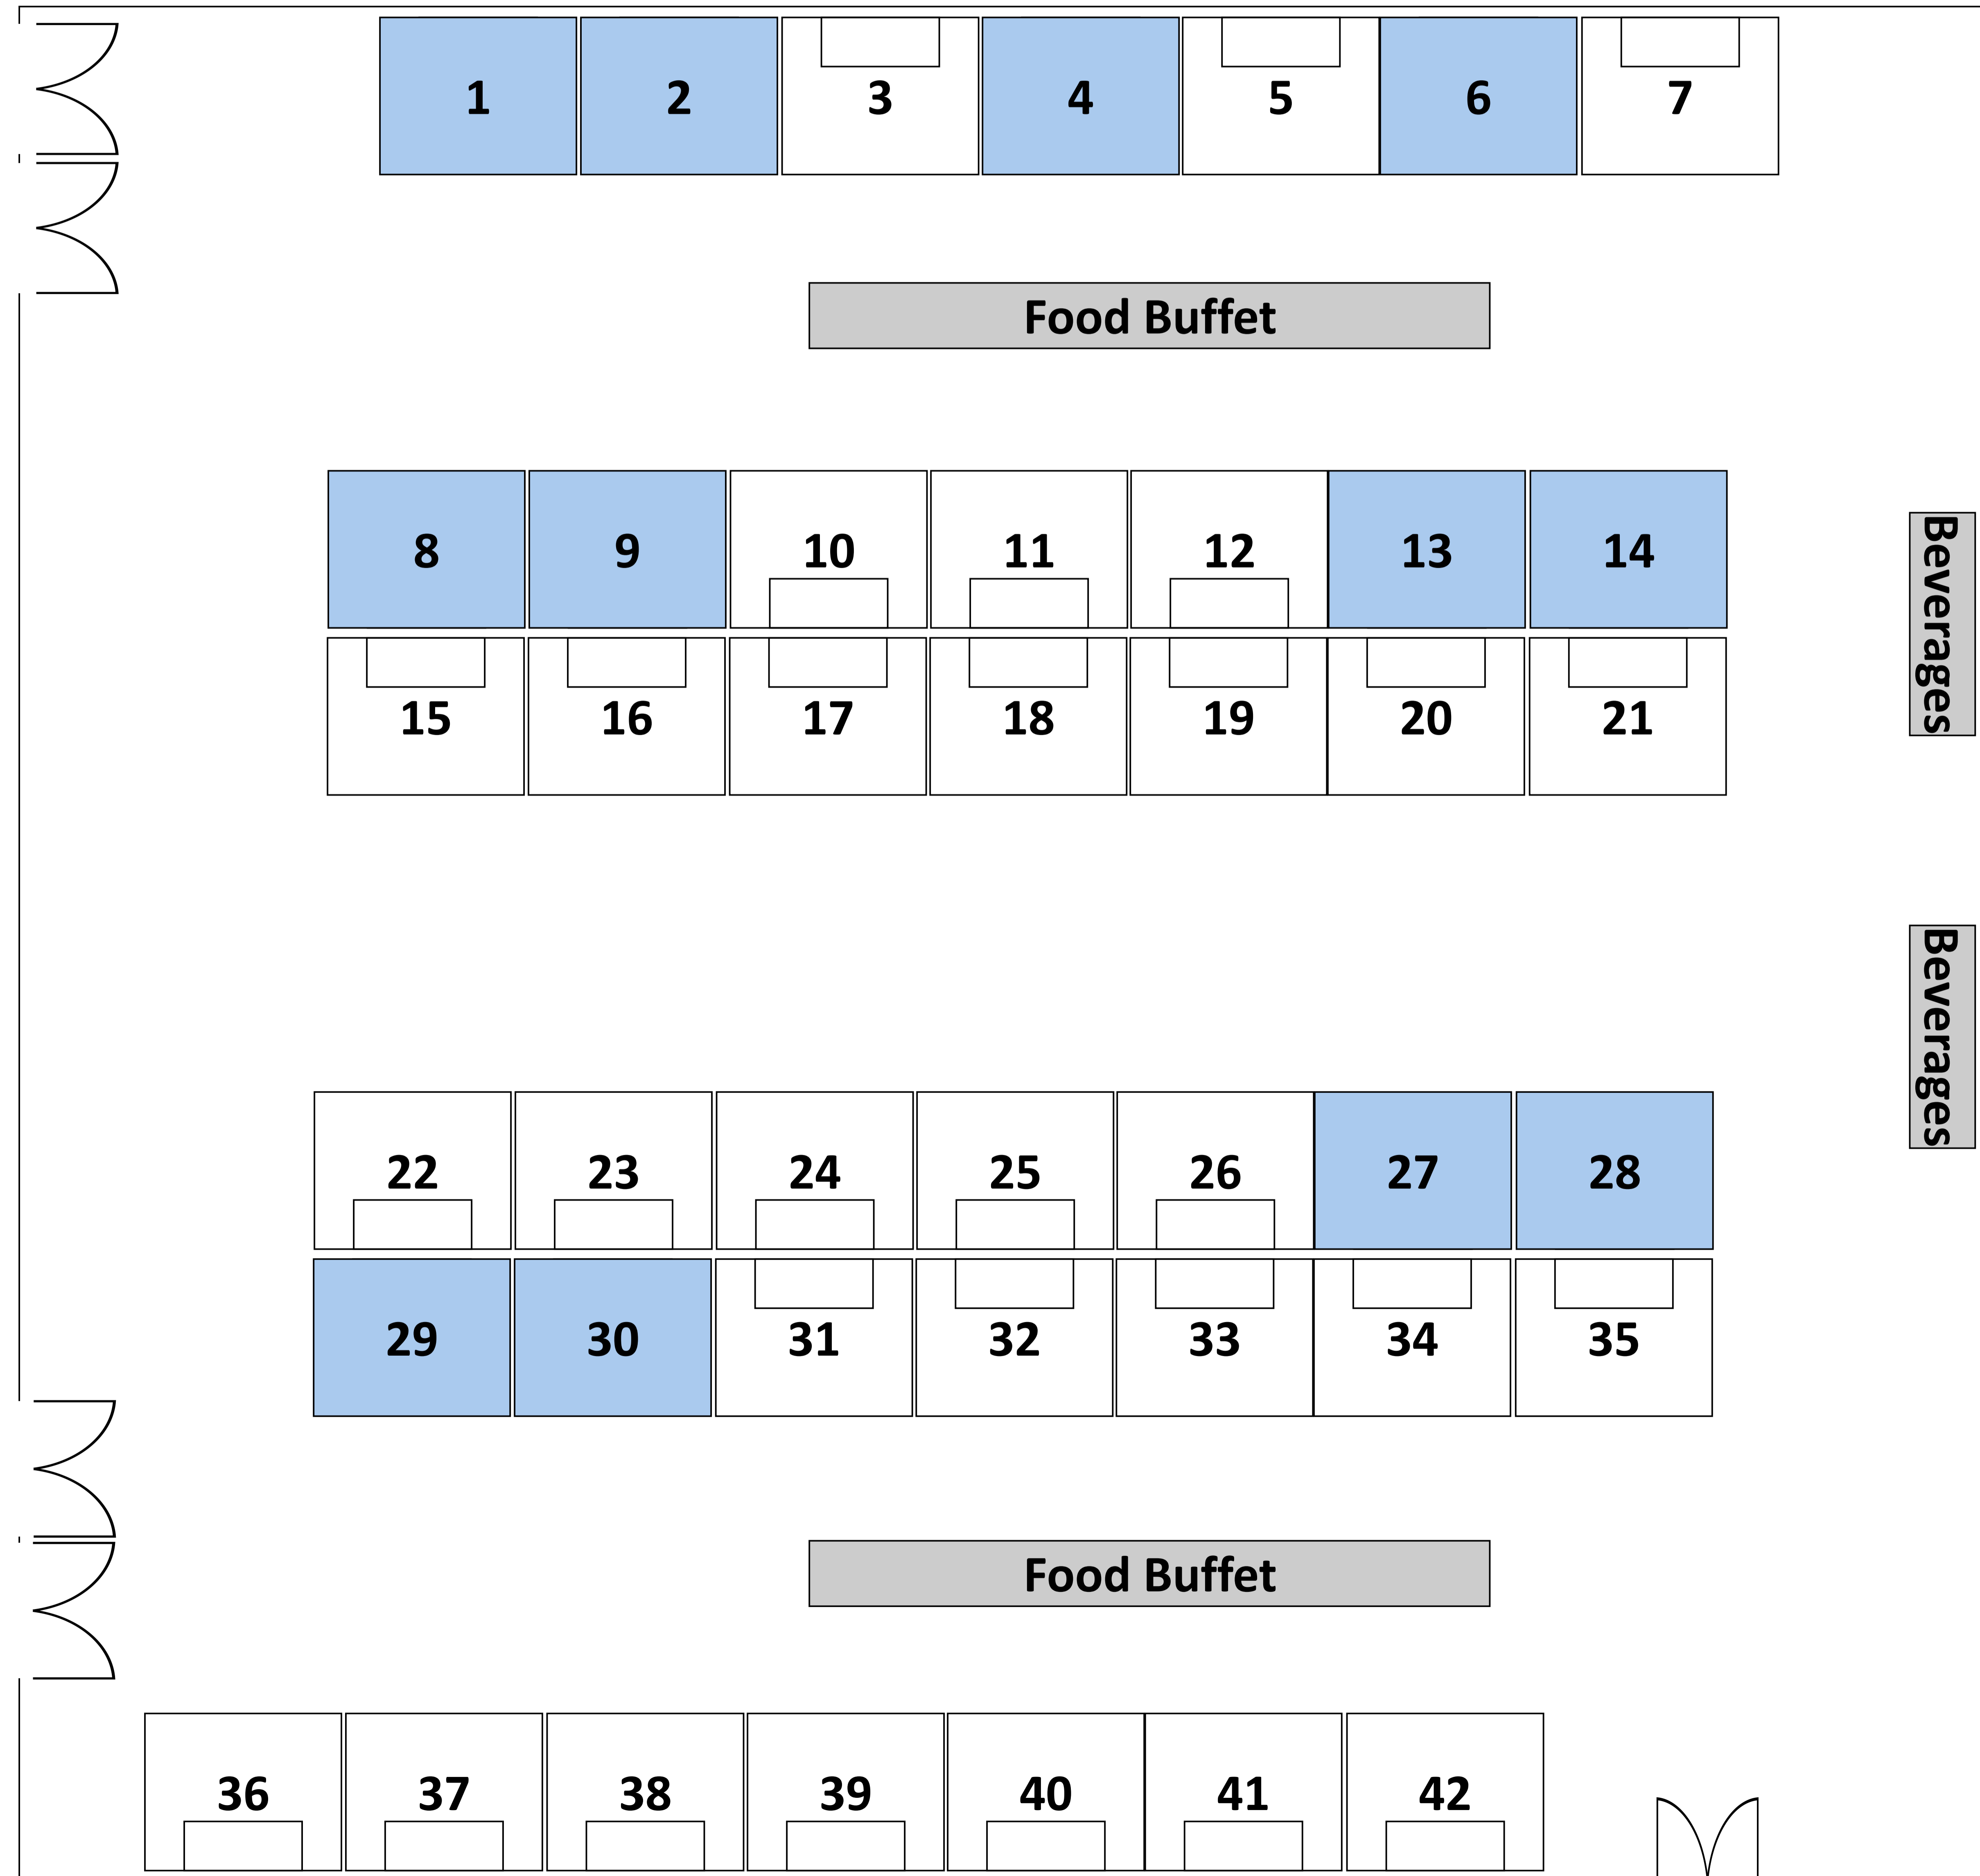 1 2 3 4 5 6 7
Food Buffet
8 9 10 11 12 13 14
Beverages
15 16 17 18 19 20 21
Beverages
22 23 24 25 26 27 28
29 30 31 32 33 34 35
Food Buffet
36 37 38 39 40 41 42